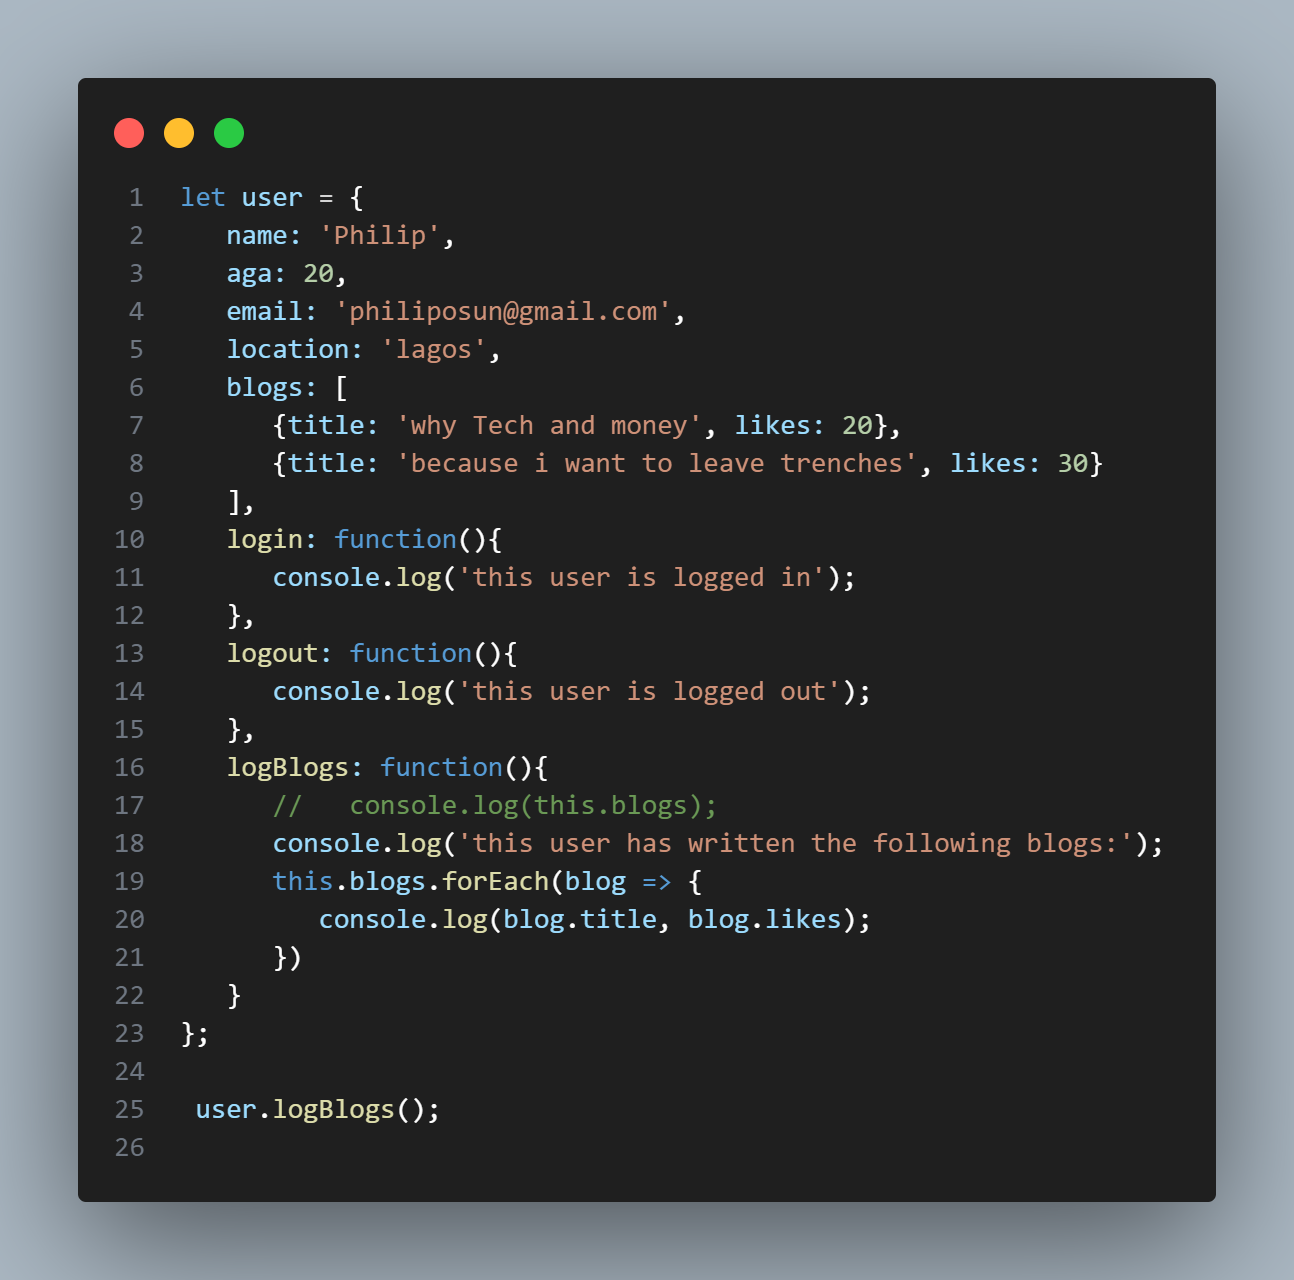 1 let user = {
2 name: 'Philip',
3 aga: 20,
4 email: 'philiposun@gmail.com',
5 location: 'lagos',
6 blogs: [
7 {title: 'why Tech and money', likes: 20},
8 {title: 'because i want to leave trenches', likes: 30}
9 ],
10 login: function(){
11 console.log('this user is logged in');
12 },
13 logout: function(){
14 console.log('this user is logged out');
15 },
16 logBlogs: function(){
17 //   console.log(this.blogs);
18 console.log('this user has written the following blogs:');
19 this.blogs.forEach(blog => {
20 console.log(blog.title, blog.likes);
21 })
22 }
23 };
24
25 user.logBlogs();
26